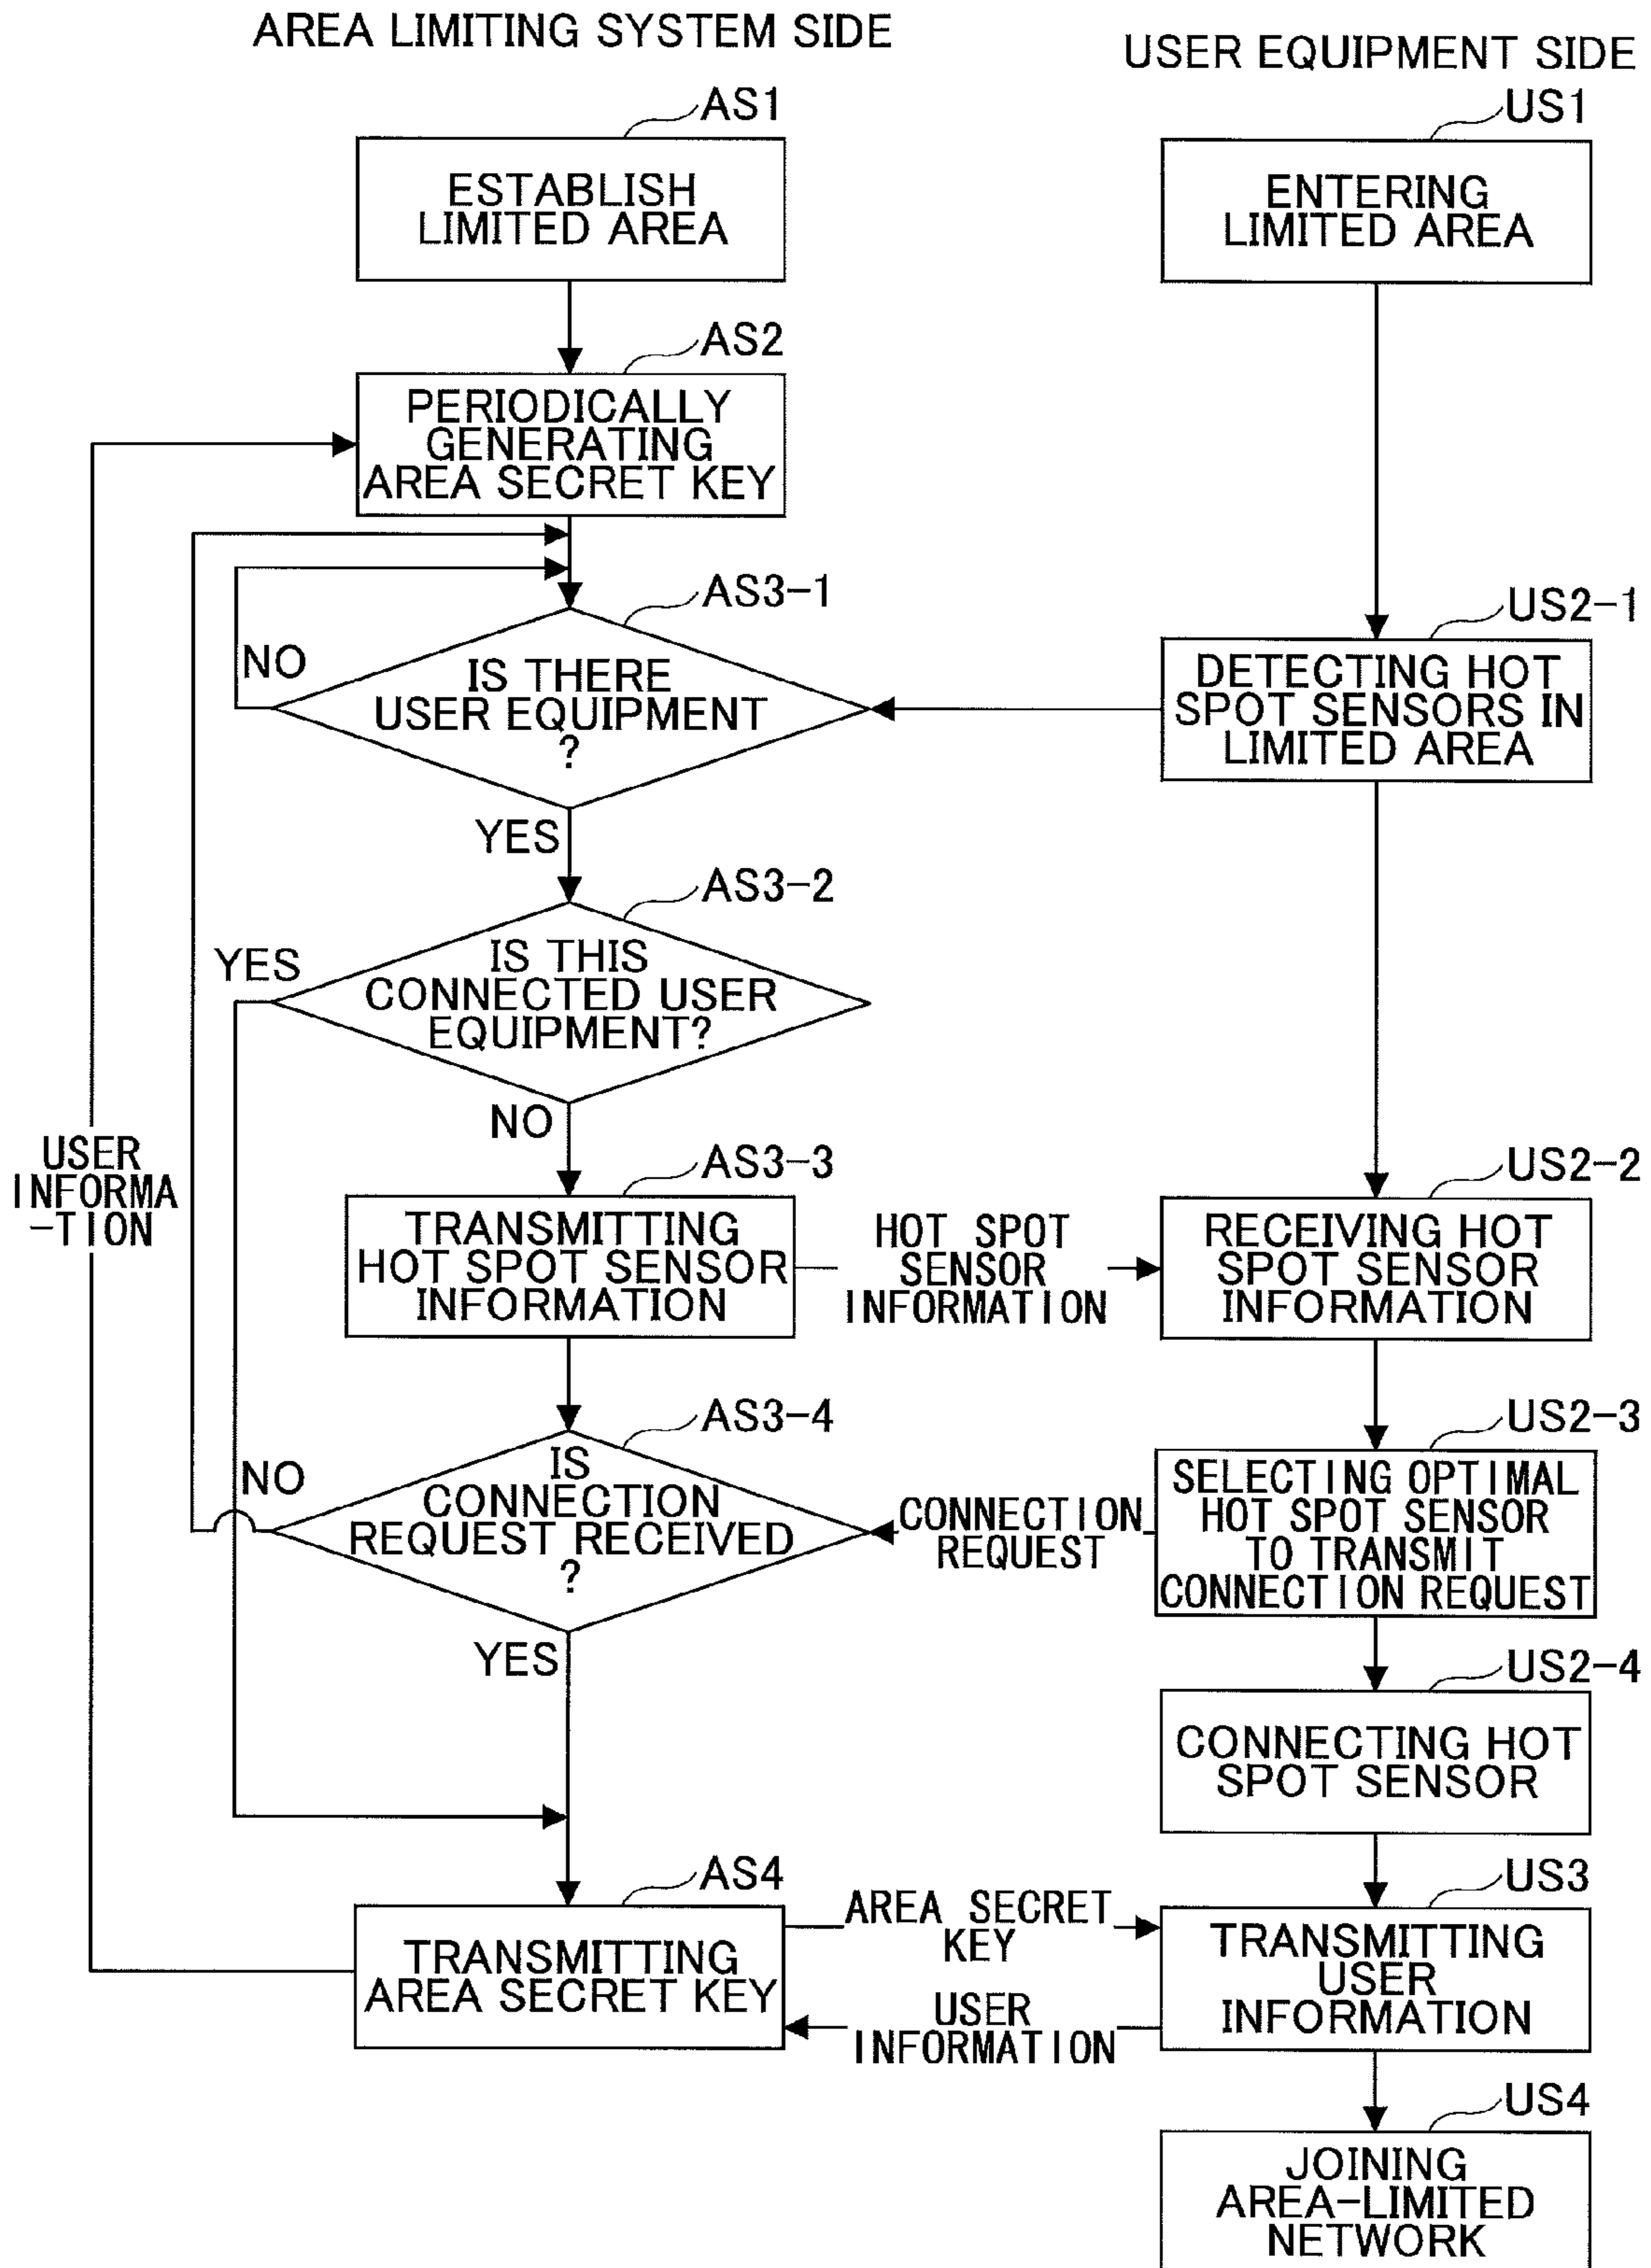 AREA LIMITING SYSTEM SIDE
USER EQUIPMENT SIDE
AS1
ESTABLISH
LIMITED AREA
US1
ENTERING
LIMITED AREA
AS2
PERIODICALLY
GENERATING
AREA SECRET KEY
AS3-1
NO
IS THERE
USER EQUIPMENT
?
YES
US2-1
DETECTING HOT
SPOT SENSORS IN
LIMITED AREA
AS3-2
YES
IS THIS
CONNECTED USER
EQUIPMENT?
NO
USER
INFORMA
-TION
AS3-3
TRANSMITTING
HOT SPOT SENSOR
INFORMATION
HOT SPOT
SENSOR
INFORMATION
US2-2
RECEIVING HOT
SPOT SENSOR
INFORMATION
AS3-4
NO
IS
CONNECTION
REQUEST RECEIVED
?
YES
CONNECTION
REQUEST
US2-3
SELECTING OPTIMAL
HOT SPOT SENSOR
TO TRANSMIT
CONNECTION REQUEST
US2-4
CONNECTING HOT
SPOT SENSOR
AS4
TRANSMITTING
AREA SECRET KEY
AREA SECRET
KEY
USER
INFORMATION
US3
TRANSMITTING
USER
INFORMATION
US4
JOINING
AREA-LIMITED
NETWORK